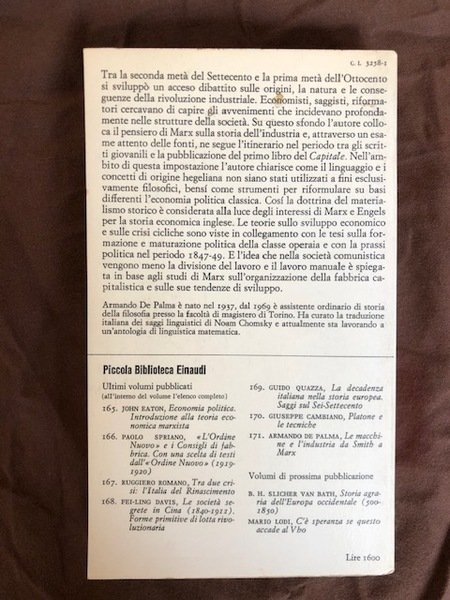 C. L. 3258-1
Tra la seconda metà del Settecento e la prima metà dell'Ottocento
si sviluppò un acceso dibattito sulle origini, la natura e le conse-
guenze della rivoluzione industriale. Economisti, saggisti, riforma-
tori cercavano di capire gli avvenimenti che incidevano profonda-
mente nelle strutture della società. Su questo sfondo l'autore collo-
ca il pensiero di Marx sulla storia dell'industria e, attraverso un esa-
me attento delle fonti, ne segue l'itinerario nel periodo tra gli scrit-
ti giovanili e la pubblicazione del primo libro del Capitale. Nell'am-
bito di questa impostazione l'autore chiarisce come il linguaggio e i
concetti di origine hegeliana non siano stati utilizzati a fini esclusi-
vamente filosofici, bensí come strumenti per riformulare su basi
differenti l'economia politica classica. Cosí la dottrina del materia-
lismo storico è considerata alla luce degli interessi di Marx e Engels
per la storia economica inglese. Le teorie sullo sviluppo economico
e sulle crisi cicliche sono viste in collegamento con le tesi sulla for-
mazione e maturazione politica della classe operaia e con la prassi
politica nel periodo 1847-49. E l'idea che nella società comunistica
vengono meno la divisione del lavoro e il lavoro manuale è spiega-
ta in base agli studi di Marx sull'organizzazione della fabbrica ca-
pitalistica e sulle sue tendenze di sviluppo.
Armando De Palma è nato nel 1937, dal 1969 è assistente ordinario di storia
della filosofia presso la facoltà di magistero di Torino. Ha curato la traduzione
italiana dei saggi linguistici di Noam Chomsky e attualmente sta lavorando a
un'antologia di linguistica matematica.
Piccola Biblioteca Einaudi
Ultimi volumi pubblicati
(all'interno del volume l'elenco completo)
165. JOHN EATON, Economia politica.
Introduzione alla teoria eco-
nomica marxista
166. PAOLO SPRIANO, «L'Ordine
Nuovo» e i Consigli di fab-
brica. Con una scelta di testi
dall'«Ordine Nuovo» (1919-
1920)
167. RUGGIERO ROMANO, Tra due cri-
si: l'Italia del Rinascimento
168. FEI-LING DAVIS, Le società se-
grete in Cina (1840-1911).
Forme primitive di lotta rivo-
luzionaria
169. GUIDO QUAZZA, La decadenza
italiana nella storia europea.
Saggi sul Sei-Settecento
170. GIUSEPPE CAMBIANO, Platone e
le tecniche
171. ARMANDO DE PALMA, Le macchi-
ne e l'industria da Smith a
Marx
Volumi di prossima pubblicazione
B. H. SLICHER VAN BATH, Storia agra-
ria dell'Europa occidentale (500-
1850)
MARIO LODI, C'è speranza se questo
accade al Vho
Lire 1600